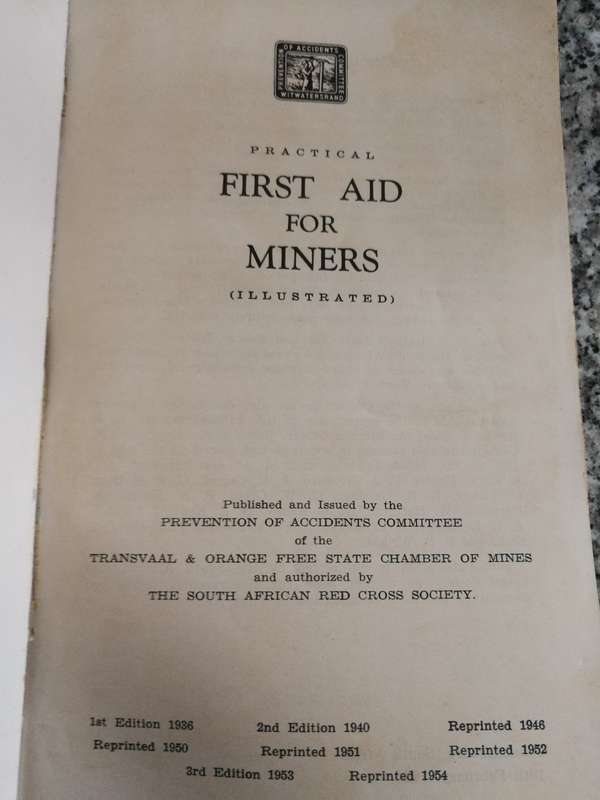 PREVENTION OF ACCIDENTS COMMITTEE
WITWATERSRAND
PRACTICAL
FIRST AID
FOR
MINERS
(ILLUSTRATED)
Published and Issued by the
PREVENTION OF ACCIDENTS COMMITTEE
of the
TRANSVAAL & ORANGE FREE STATE CHAMBER OF MINES
and authorized by
THE SOUTH AFRICAN RED CROSS SOCIETY.
1st Edition 1936 2nd Edition 1940 Reprinted 1946
Reprinted 1950 Reprinted 1951 Reprinted 1952
3rd Edition 1953 Reprinted 1954